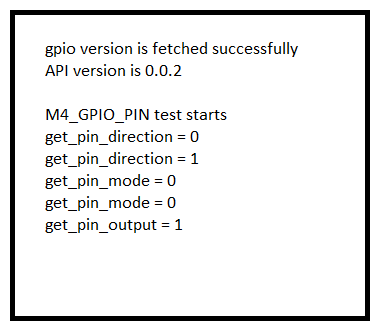 gpio version is fetched successfully
API version is 0.0.2
M4_GPIO_PIN test starts
get_pin_direction = 0
get_pin_direction = 1
get_pin_mode = 0
get_pin_mode = 0
get_pin_output = 1